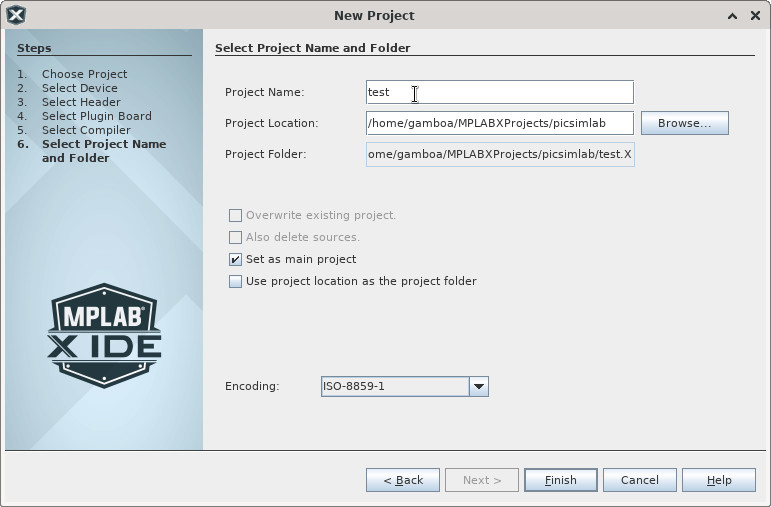 New Project
Steps
1. Choose Project
2. Select Device
3. Select Header
4. Select Plugin Board
5. Select Compiler
6. Select Project Name
and Folder
MPLAB®
X IDE
Select Project Name and Folder
Project Name: test
Project Location: /home/gamboa/MPLABXProjects/picsimlab Browse...
Project Folder: ome/gamboa/MPLABXProjects/picsimlab/test.X
Overwrite existing project.
Also delete sources.
Set as main project
Use project location as the project folder
Encoding: ISO-8859-1
< Back Next > Finish Cancel Help